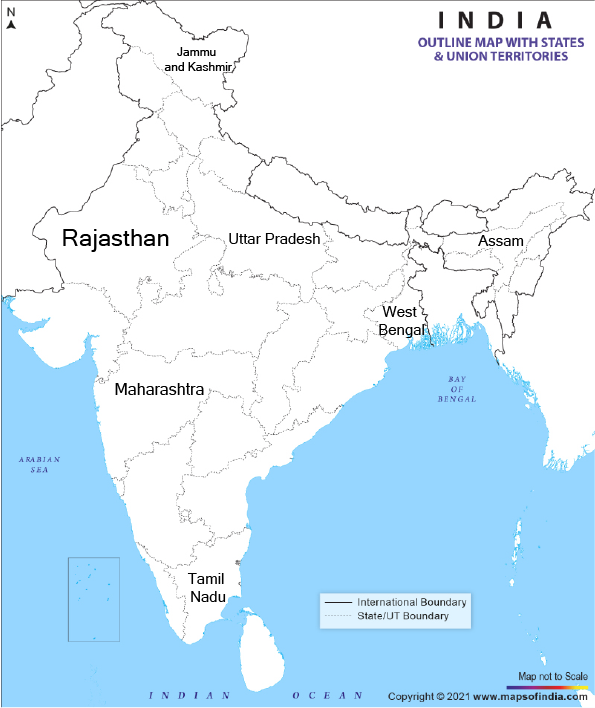 N
INDIA
OUTLINE MAP WITH STATES
& UNION TERRITORIES
Jammu
and Kashmir
Rajasthan
Uttar Pradesh
Assam
West
Bengal
Maharashtra
BAY
OF
BENGAL
ARABIAN
SEA
Tamil
Nadu
International Boundary
State/UT Boundary
Map not to Scale
INDIAN OCEAN
Copyright © 2021 www.mapsofindia.com